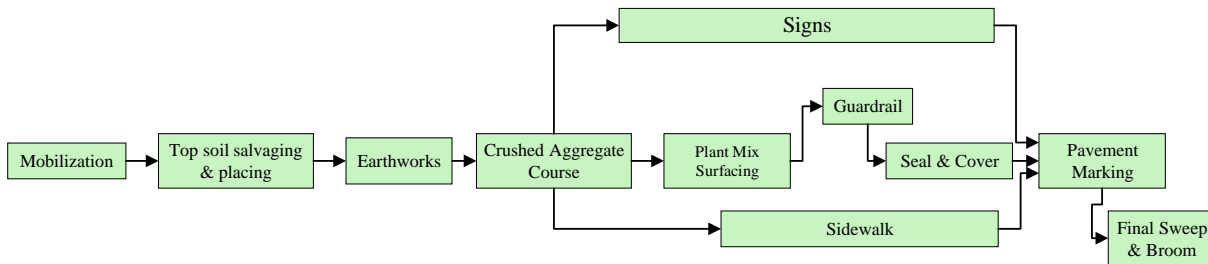 Signs
Guardrail
Mobilization
Top soil salvaging
& placing
Earthworks
Crushed Aggregate
Course
Plant Mix
Surfacing
Seal & Cover
Pavement
Marking
Sidewalk
Final Sweep
& Broom